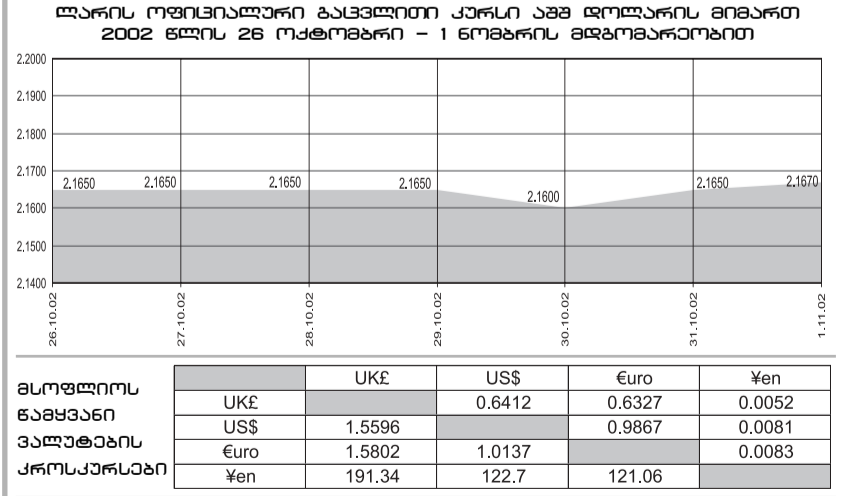 ლარის ოფიციალური გაცვლითი კურსი აშშ დოლარის მიმართ
2002 წლის 26 ოქტომბრი – 1 ნომბრის მდგომარეობით
2.2000
2.1900
2.1800
2.1700
2.1600
2.1500
2.1400
2.1650 2.1650 2.1650 2.1650 2.1600 2.1650 2.1670
26.10.02 27.10.02 28.10.02 29.10.02 30.10.02 31.10.02 1.11.02
მსოფლიოს
წამყვანი
ვალუტების
კროსკურსები
UK£ US$ €uro ¥en
UK£ 0.6412 0.6327 0.0052
US$ 1.5596 0.9867 0.0081
€uro 1.5802 1.0137 0.0083
¥en 191.34 122.7 121.06